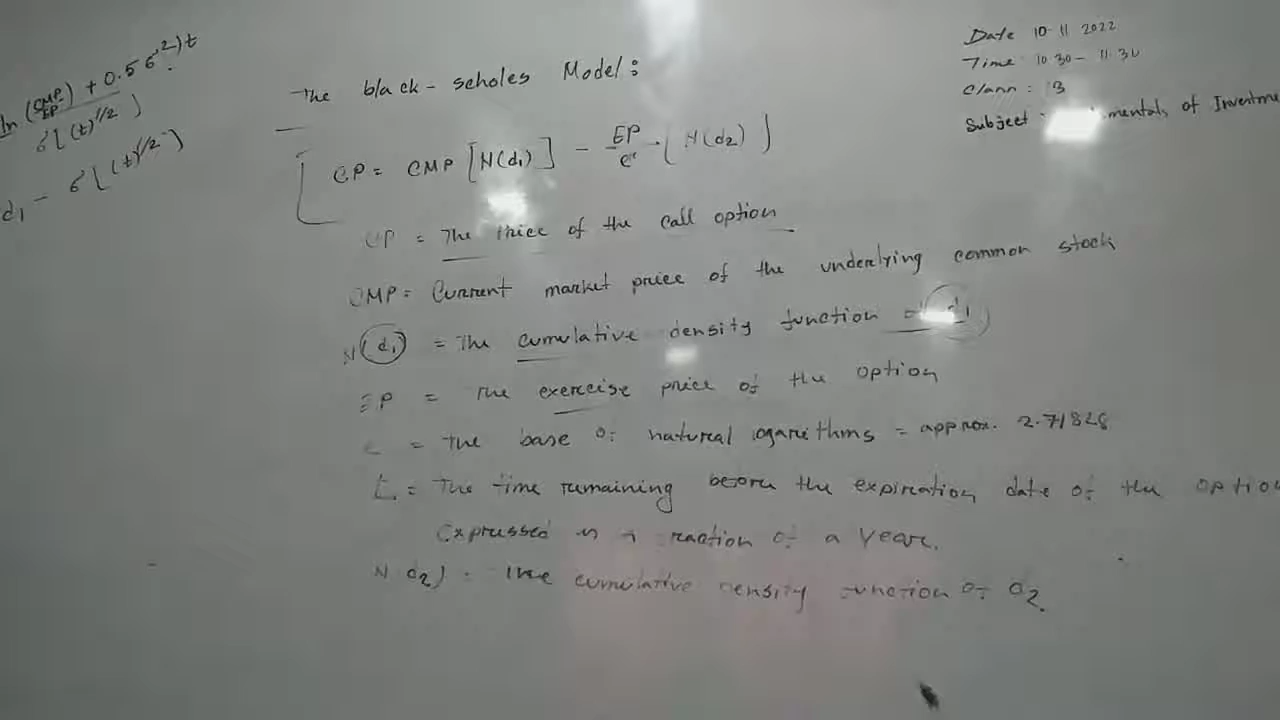 ln (CMP/EP) + 0.5 σ²) t
σ [(t)^1/2 ]
d1 - σ [ (t)^1/2 ]
The black-scholes Model:
CP = CMP [N(d1)] - EP/e · [N(d2)]
CP = The Price of the call option
CMP = Current market price of the underlying common stock
N(d1) = The cumulative density function of d1
EP = The exercise price of the option
= The base of natural logarithms = approx. 2.71828
t = The time remaining before the expiration date of the optio
Expressed as a fraction of a year.
N(d2) = The cumulative density function of d2.
Date 10 11 2022
Time: 10 30 - 11 30
Class: 3
Subject: mentals of Investme